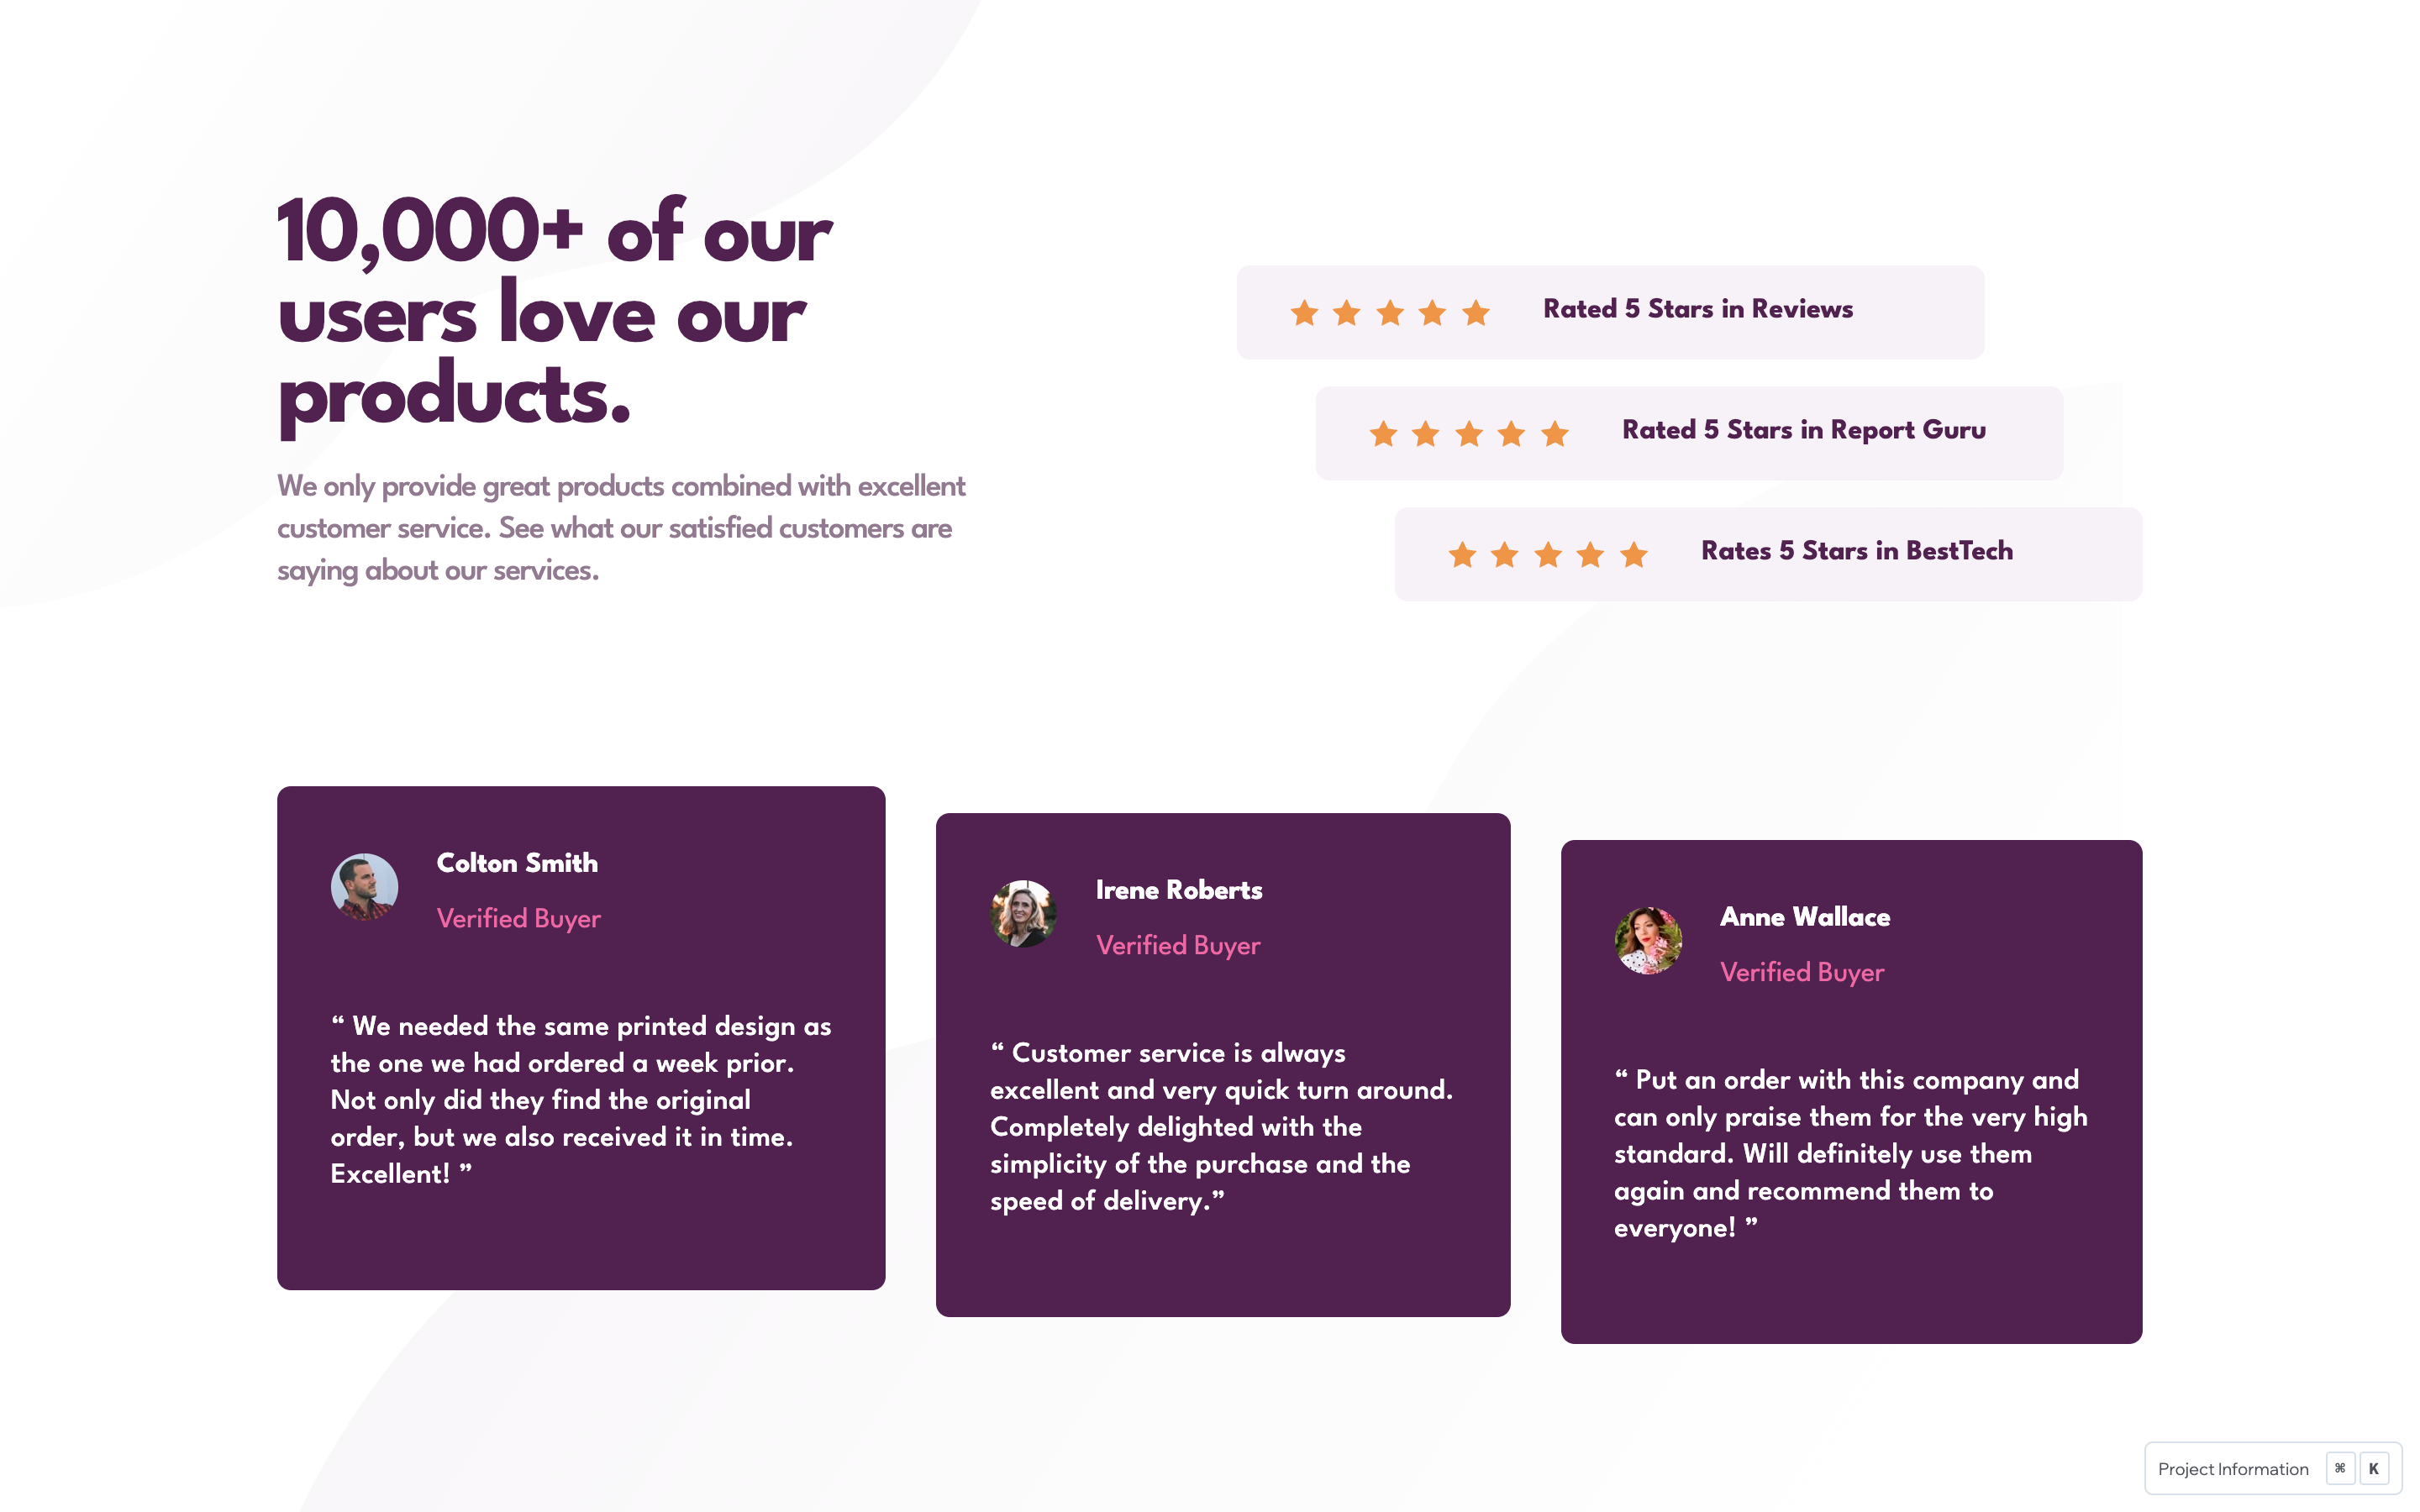 10,000+ of our
users love our
products.
We only provide great products combined with excellent
customer service. See what our satisfied customers are
saying about our services.
Rated 5 Stars in Reviews
Rated 5 Stars in Report Guru
Rates 5 Stars in BestTech
Colton Smith
Verified Buyer
“ We needed the same printed design as
the one we had ordered a week prior.
Not only did they find the original
order, but we also received it in time.
Excellent! ”
Irene Roberts
Verified Buyer
“ Customer service is always
excellent and very quick turn around.
Completely delighted with the
simplicity of the purchase and the
speed of delivery.”
Anne Wallace
Verified Buyer
“ Put an order with this company and
can only praise them for the very high
standard. Will definitely use them
again and recommend them to
everyone! ”
Project Information ⌘ K